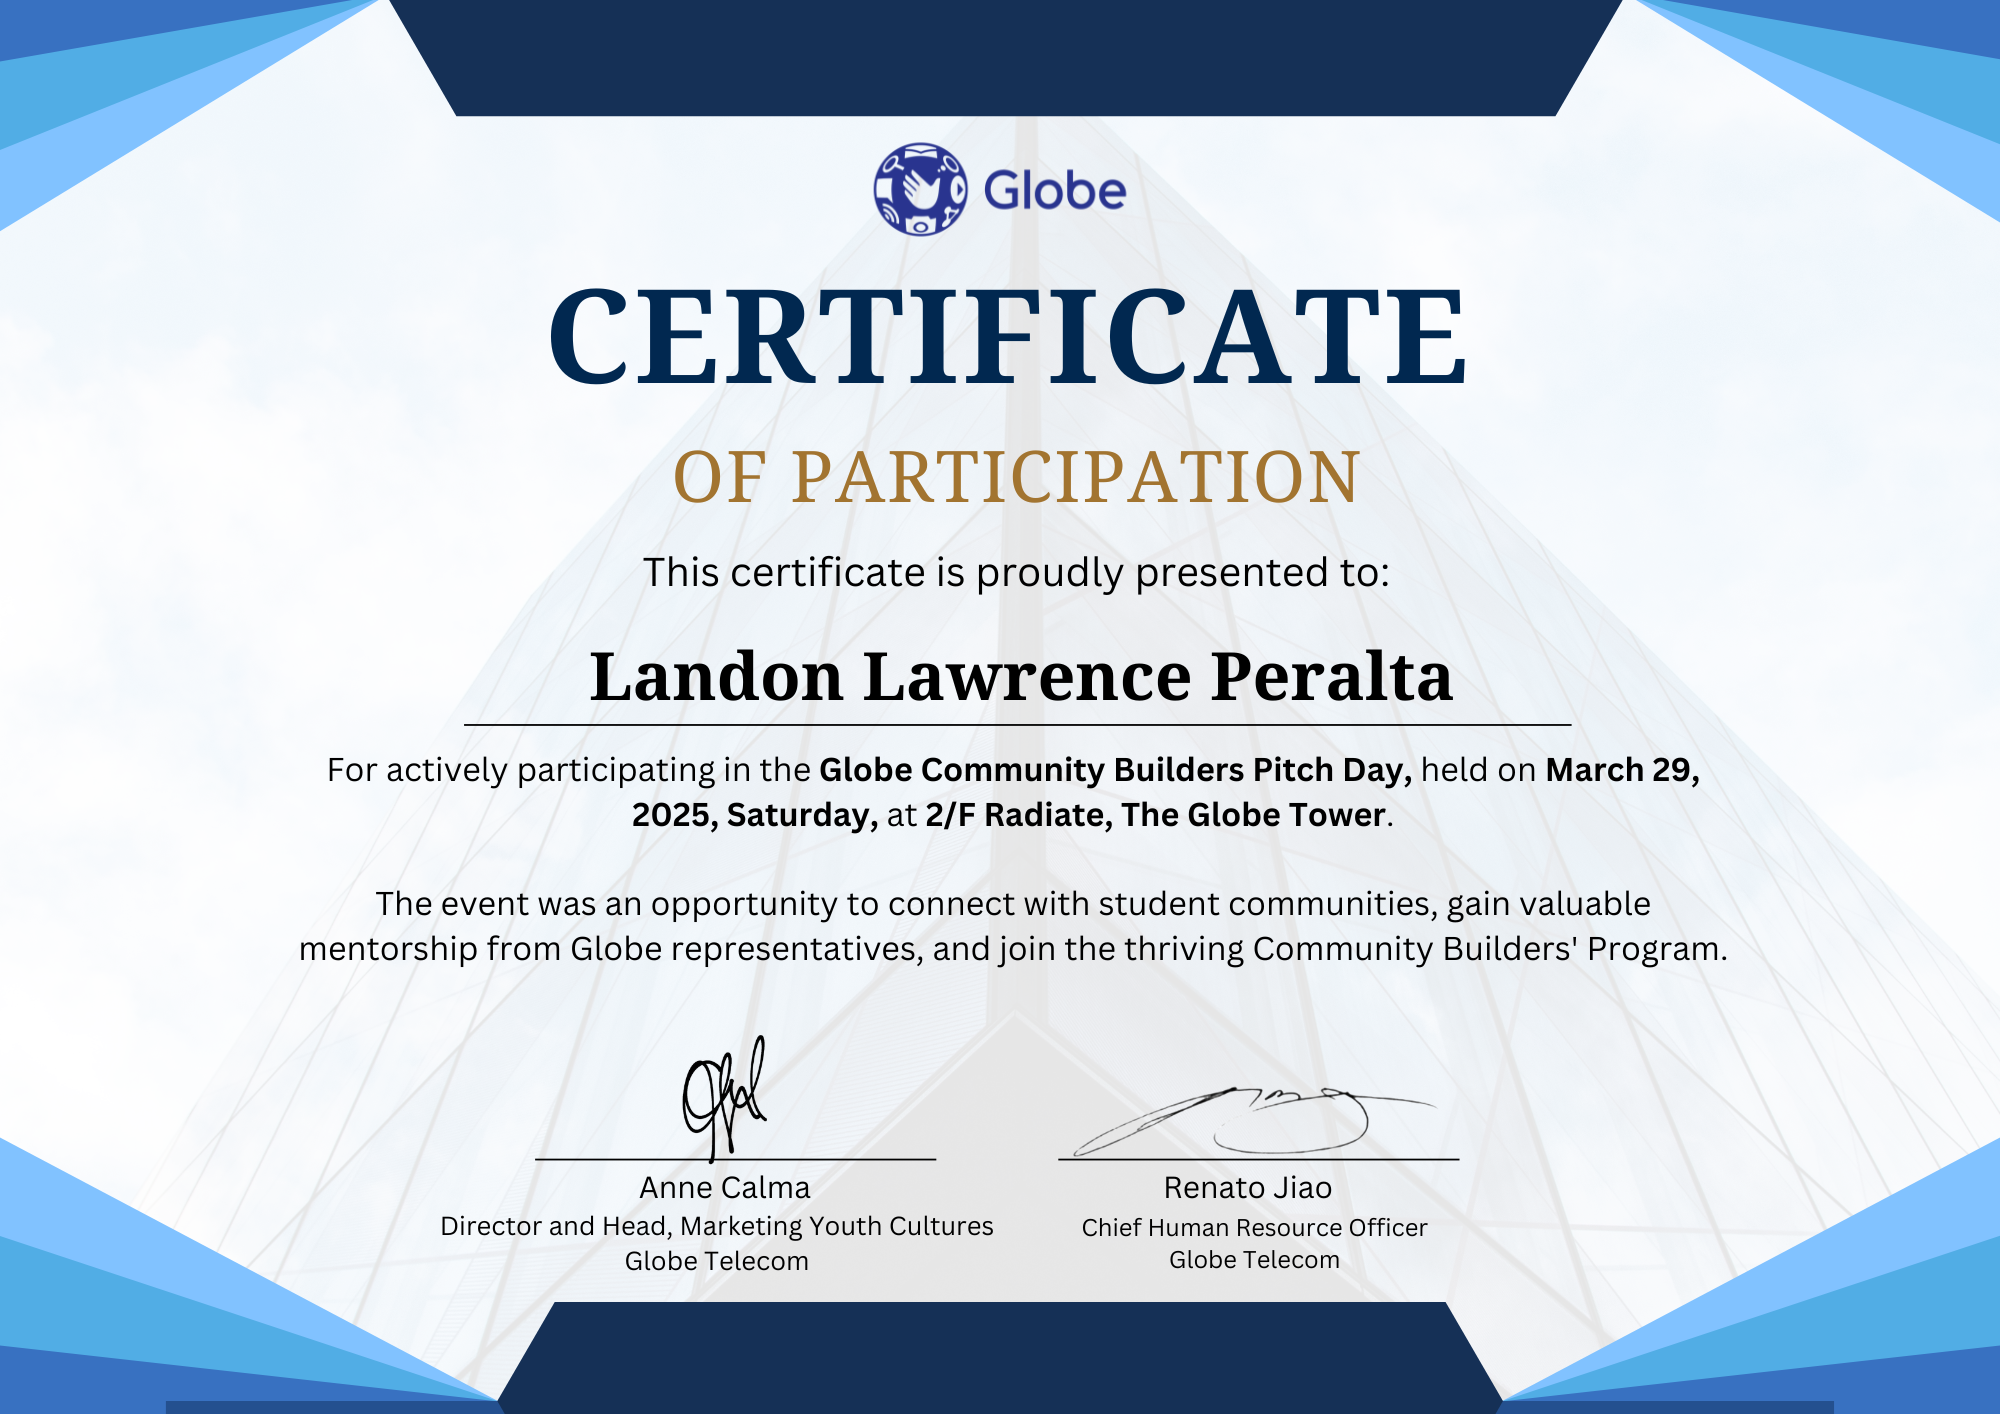 Globe
CERTIFICATE
OF PARTICIPATION
This certificate is proudly presented to:
Landon Lawrence Peralta
For actively participating in the Globe Community Builders Pitch Day, held on March 29,
2025, Saturday, at 2/F Radiate, The Globe Tower.
The event was an opportunity to connect with student communities, gain valuable
mentorship from Globe representatives, and join the thriving Community Builders' Program.
Anne Calma
Director and Head, Marketing Youth Cultures
Globe Telecom
Renato Jiao
Chief Human Resource Officer
Globe Telecom